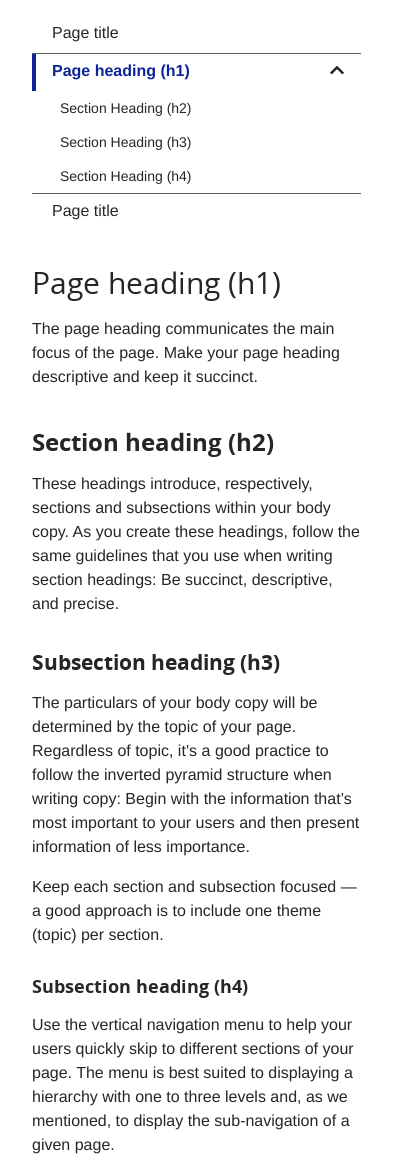 Page title
Page heading (h1)
Section Heading (h2)
Section Heading (h3)
Section Heading (h4)
Page title
Page heading (h1)
The page heading communicates the main
focus of the page. Make your page heading
descriptive and keep it succinct.
Section heading (h2)
These headings introduce, respectively,
sections and subsections within your body
copy. As you create these headings, follow the
same guidelines that you use when writing
section headings: Be succinct, descriptive,
and precise.
Subsection heading (h3)
The particulars of your body copy will be
determined by the topic of your page.
Regardless of topic, it’s a good practice to
follow the inverted pyramid structure when
writing copy: Begin with the information that’s
most important to your users and then present
information of less importance.
Keep each section and subsection focused —
a good approach is to include one theme
(topic) per section.
Subsection heading (h4)
Use the vertical navigation menu to help your
users quickly skip to different sections of your
page. The menu is best suited to displaying a
hierarchy with one to three levels and, as we
mentioned, to display the sub-navigation of a
given page.